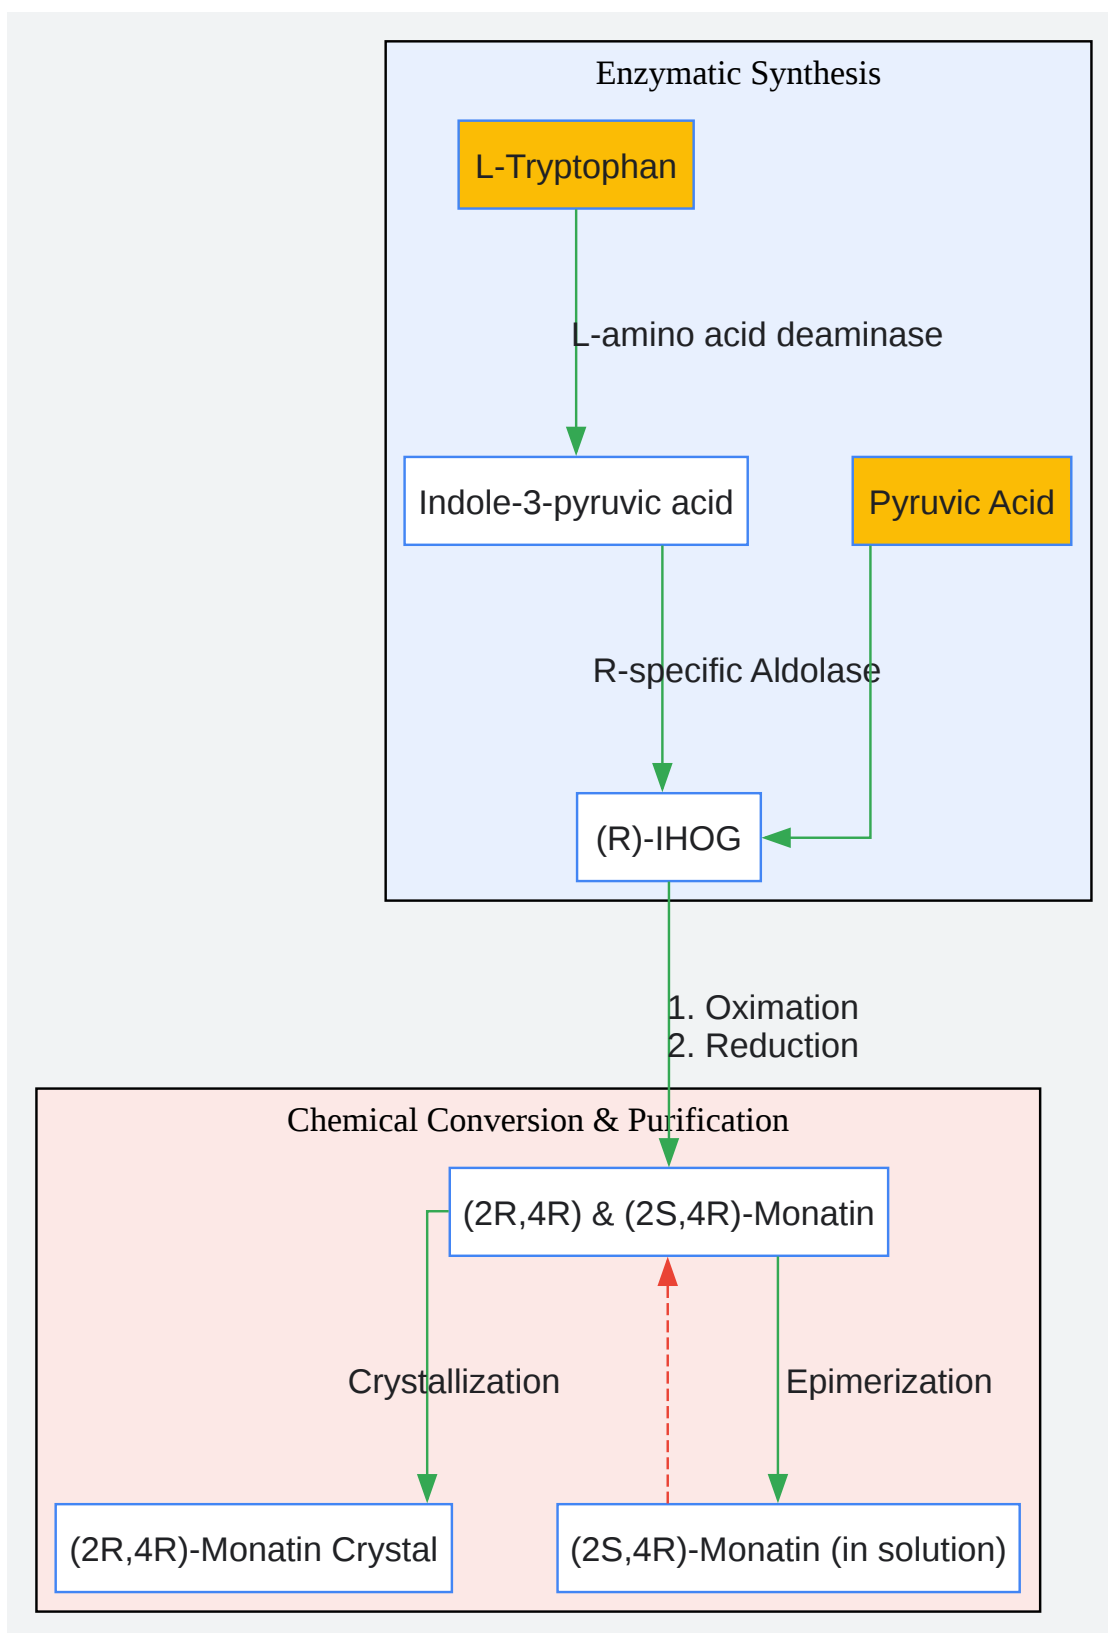 Enzymatic Synthesis
L-Tryptophan
L-amino acid deaminase
Indole-3-pyruvic acid
Pyruvic Acid
R-specific Aldolase
(R)-IHOG
1. Oximation
2. Reduction
Chemical Conversion & Purification
(2R,4R) & (2S,4R)-Monatin
Crystallization
Epimerization
(2R,4R)-Monatin Crystal
(2S,4R)-Monatin (in solution)